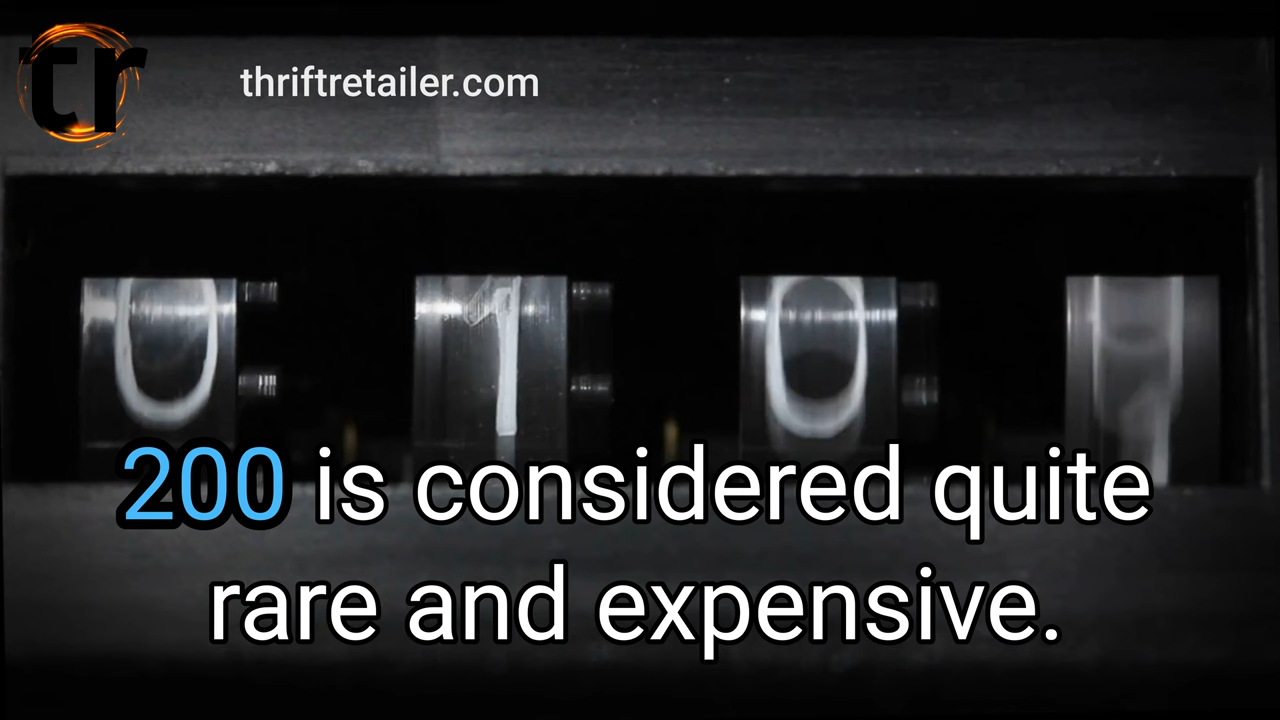 tr
thriftretailer.com
0 1 0
200 is considered quite
rare and expensive.